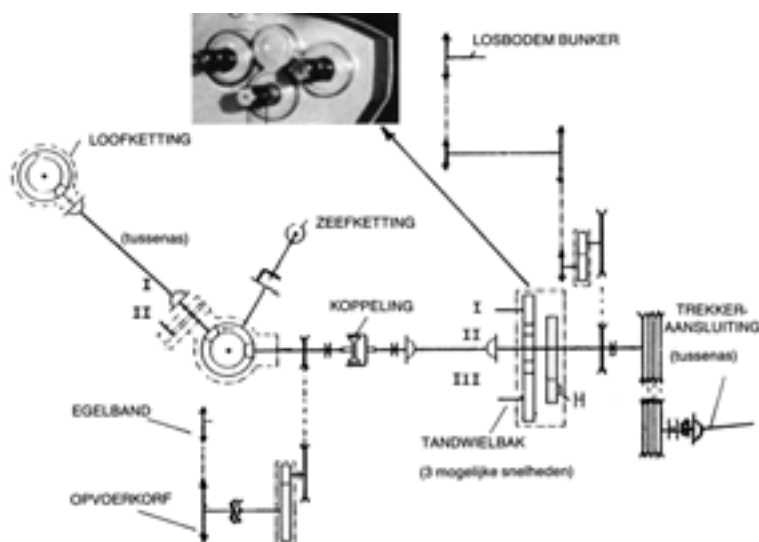 LOSBODEM BUNKER
LOOFKETTING
(tussenas)
ZEEFKETTING
I
II
KOPPELING
I
II
III
TREKKER-
AANSLUITING
(tussenas)
H
EGELBAND
TANDWIELBAK
(3 mogelijke snelheden)
OPVOERKORF